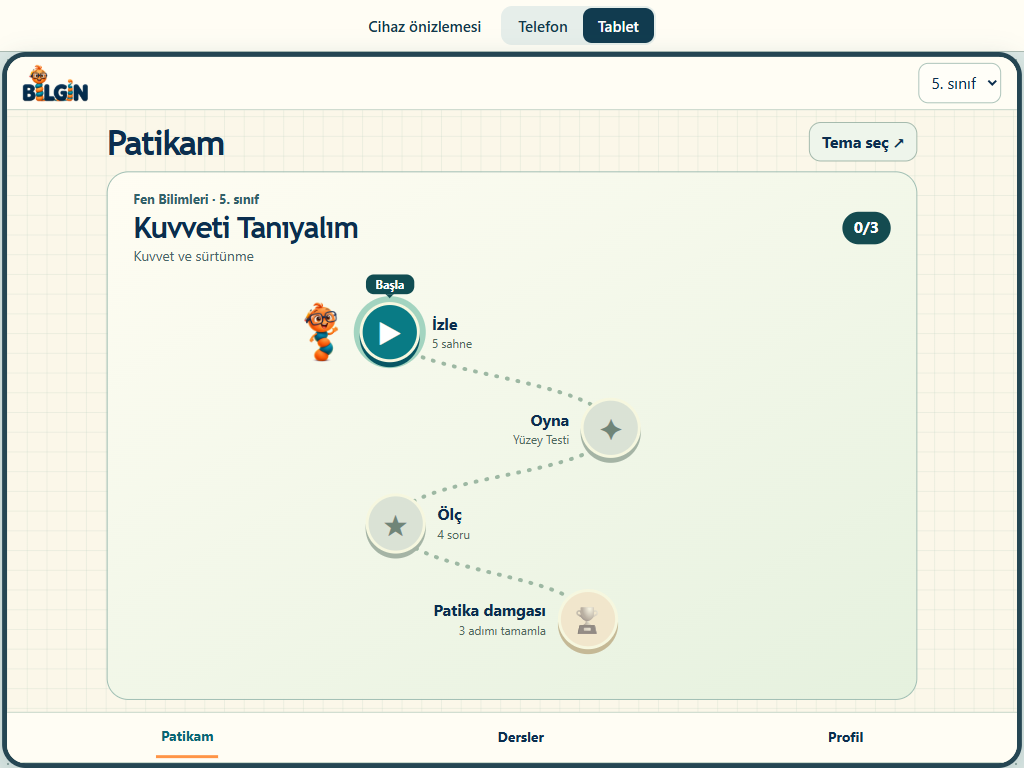 Cihaz önizlemesi
Telefon
Tablet
BİLGİN
5. sınıf
Patikam
Tema seç ↗
Fen Bilimleri · 5. sınıf
Kuvveti Tanıyalım
0/3
Kuvvet ve sürtünme
Başla
İzle
5 sahne
Oyna
Yüzey Testi
Ölç
4 soru
Patika damgası
3 adımı tamamla
Patikam
Dersler
Profil